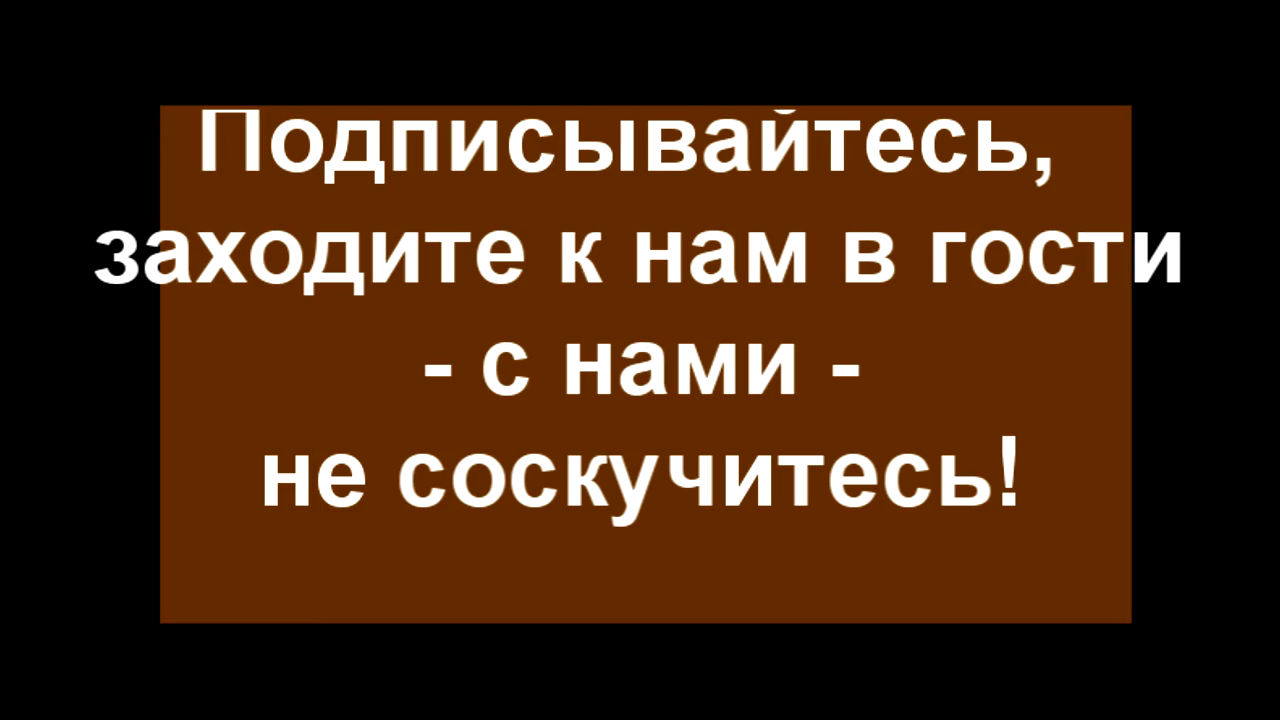 Подписывайтесь,
заходите к нам в гости
- с нами -
не соскучитесь!